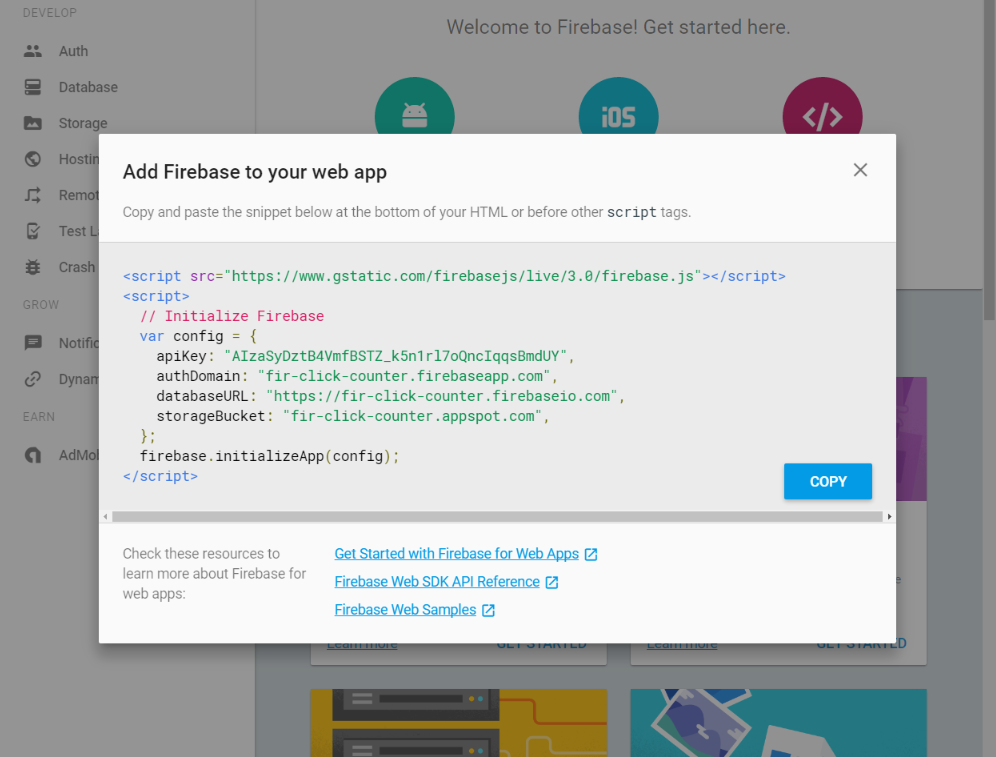 DEVELOP
Auth
Database
Storage
Hostin
Remot
Test L
Crash
GROW
Notific
Dynam
EARN
AdMob
Welcome to Firebase! Get started here.
iOS
</>
Add Firebase to your web app
Copy and paste the snippet below at the bottom of your HTML or before other script tags.
<script src="https://www.gstatic.com/firebasejs/live/3.0/firebase.js"></script>
<script>
// Initialize Firebase
var config = {
apiKey: "AIzaSyDztB4VmfBSTZ_k5n1rl7oQncIqqsBmdUY",
authDomain: "fir-click-counter.firebaseapp.com",
databaseURL: "https://fir-click-counter.firebaseio.com",
storageBucket: "fir-click-counter.appspot.com",
};
firebase.initializeApp(config);
</script>
COPY
Check these resources to
learn more about Firebase for
web apps:
Get Started with Firebase for Web Apps
Firebase Web SDK API Reference
Firebase Web Samples
Learn more GET STARTED
Learn more GET STARTED